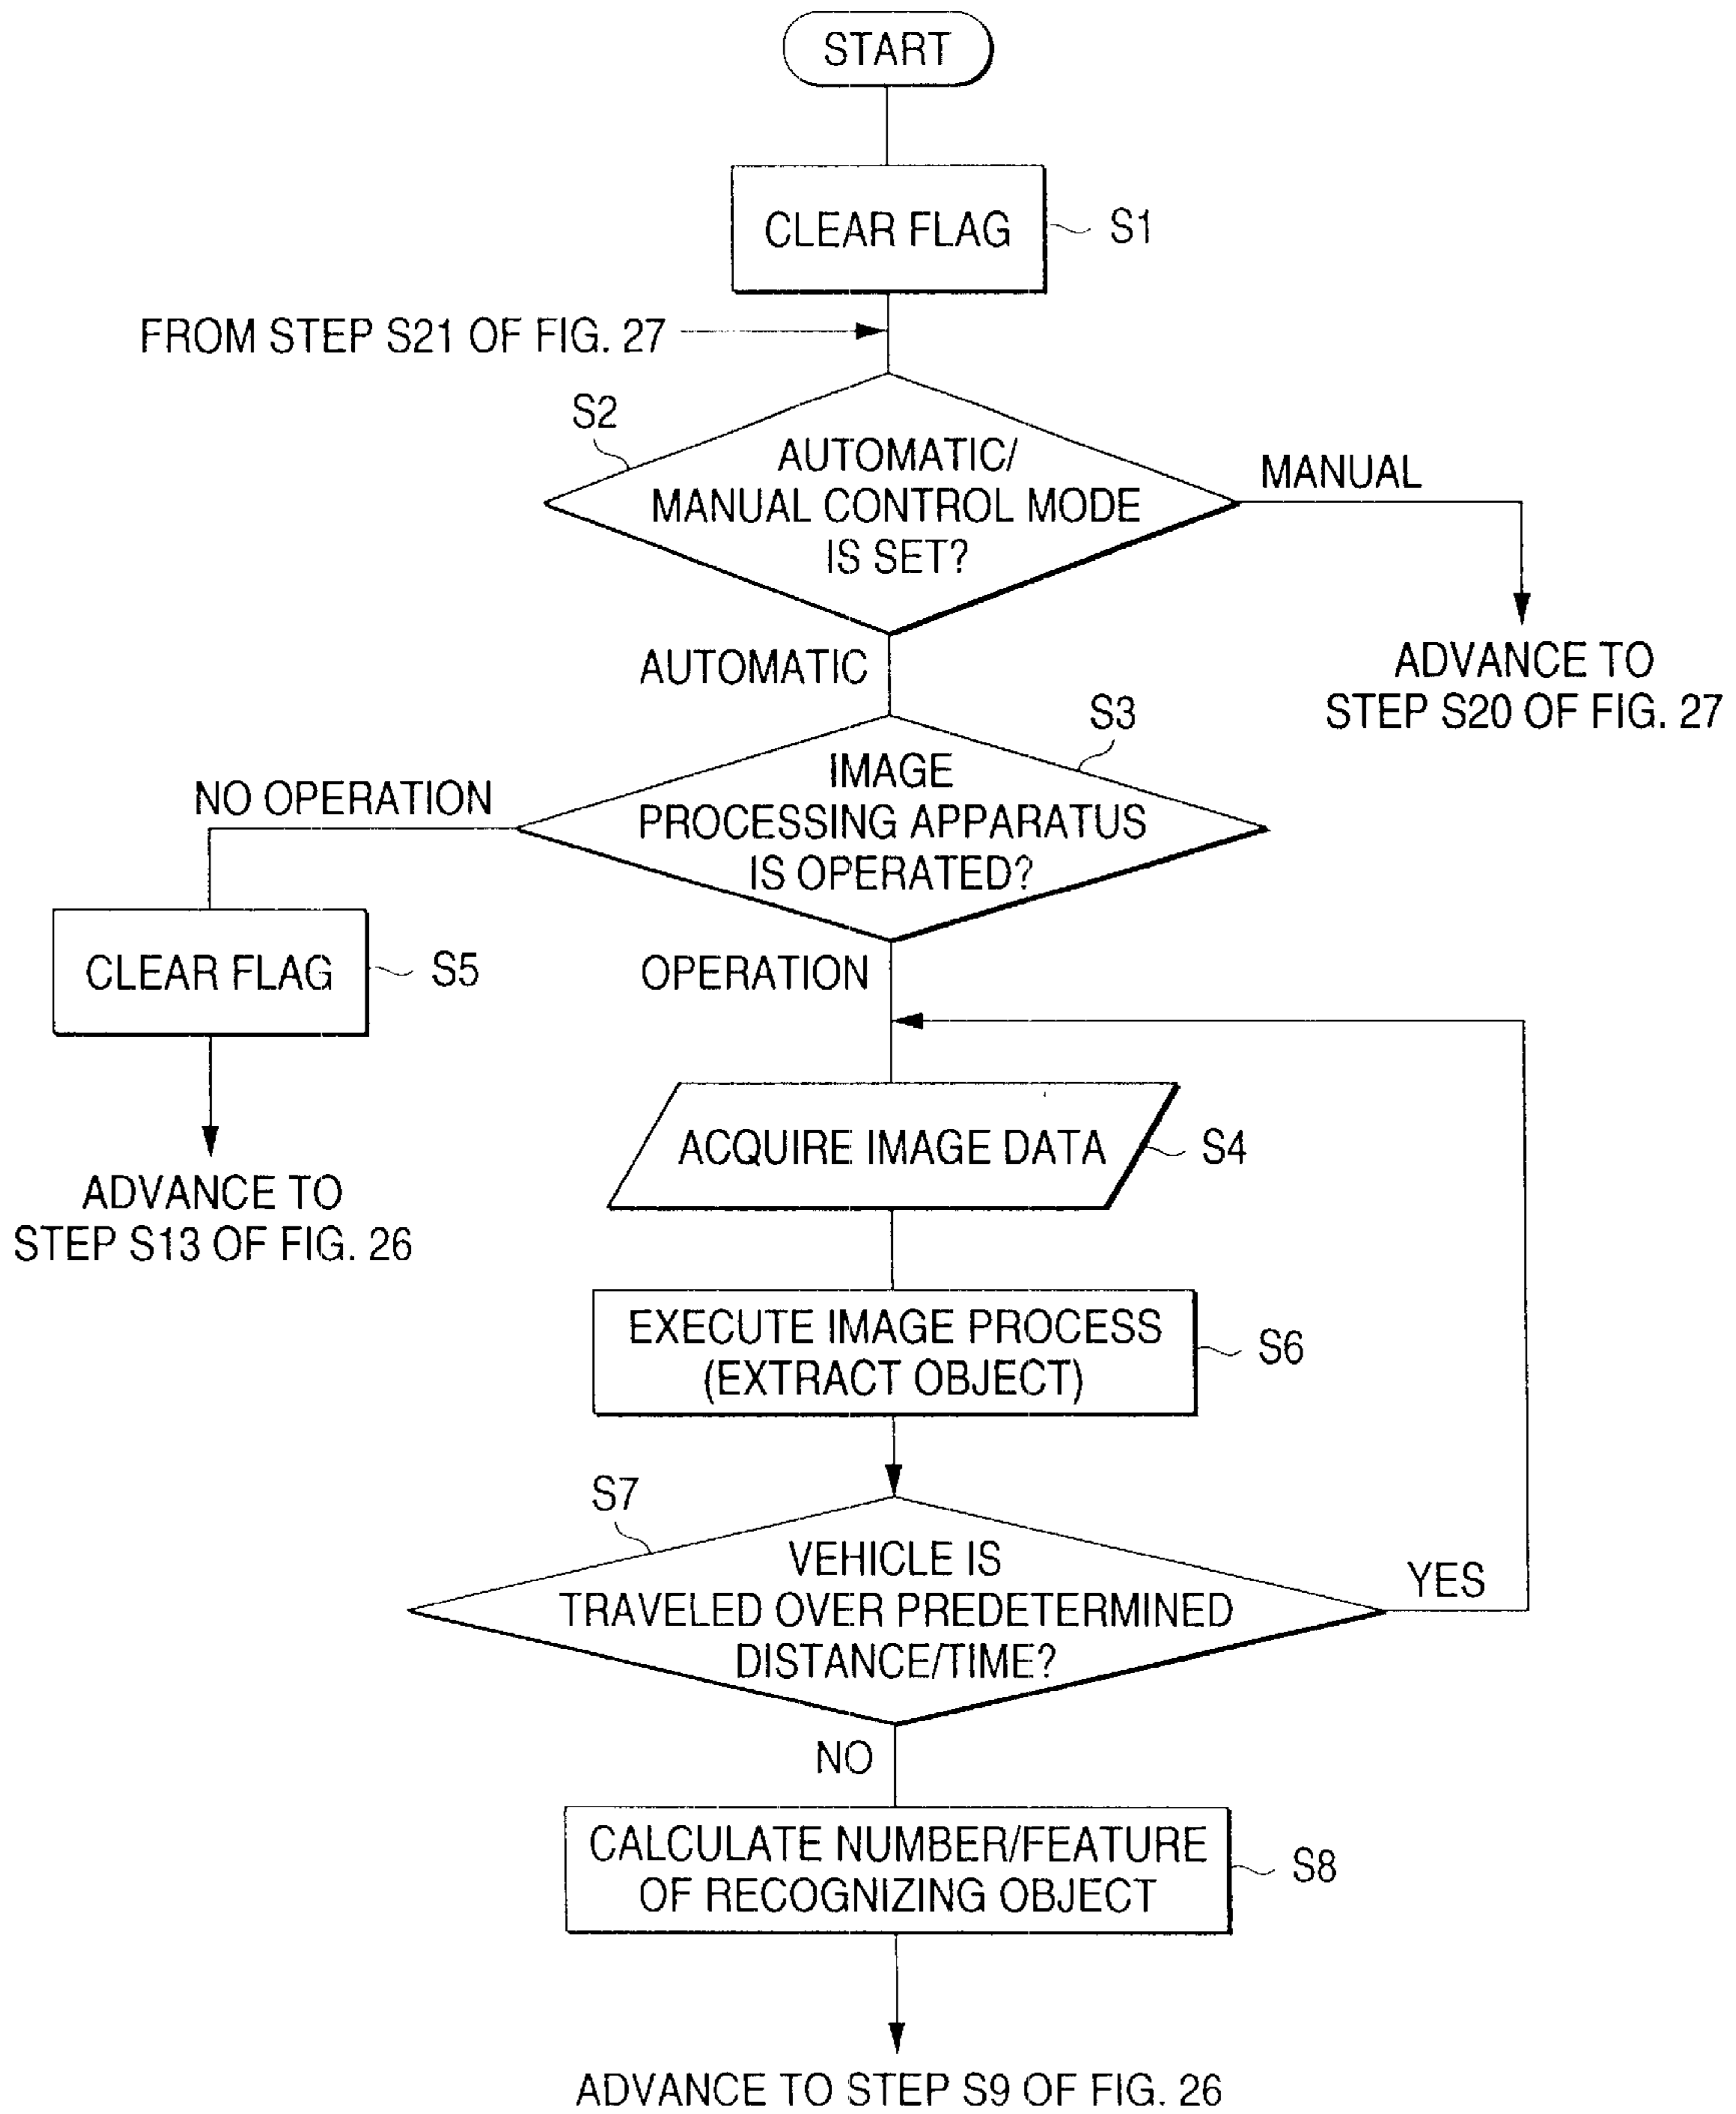 START
CLEAR FLAG
S1
FROM STEP S21 OF FIG. 27
S2
AUTOMATIC/
MANUAL CONTROL MODE
IS SET?
MANUAL
AUTOMATIC
ADVANCE TO
STEP S20 OF FIG. 27
S3
IMAGE
PROCESSING APPARATUS
IS OPERATED?
NO OPERATION
CLEAR FLAG
S5
OPERATION
ADVANCE TO
STEP S13 OF FIG. 26
ACQUIRE IMAGE DATA
S4
EXECUTE IMAGE PROCESS
(EXTRACT OBJECT)
S6
S7
VEHICLE IS
TRAVELED OVER PREDETERMINED
DISTANCE/TIME?
YES
NO
CALCULATE NUMBER/FEATURE
OF RECOGNIZING OBJECT
S8
ADVANCE TO STEP S9 OF FIG. 26